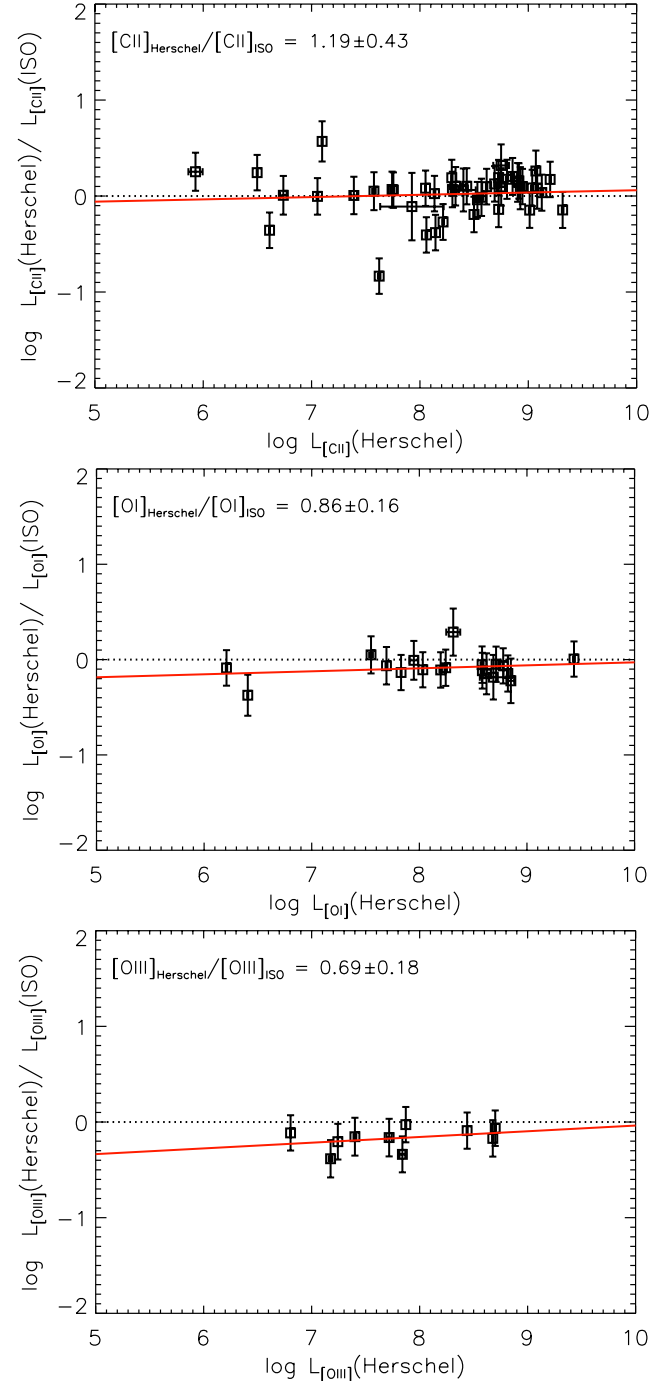 [CII]Herschel/[CII]ISO = 1.19±0.43
log L[CII](Herschel)/ L[CII](ISO)
2
1
0
−1
−2
5 6 7 8 9 10
log L[CII](Herschel)
[OI]Herschel/[OI]ISO = 0.86±0.16
log L[OI](Herschel)/ L[OI](ISO)
2
1
0
−1
−2
5 6 7 8 9 10
log L[OI](Herschel)
[OIII]Herschel/[OIII]ISO = 0.69±0.18
log L[OIII](Herschel)/ L[OIII](ISO)
2
1
0
−1
−2
5 6 7 8 9 10
log L[OIII](Herschel)